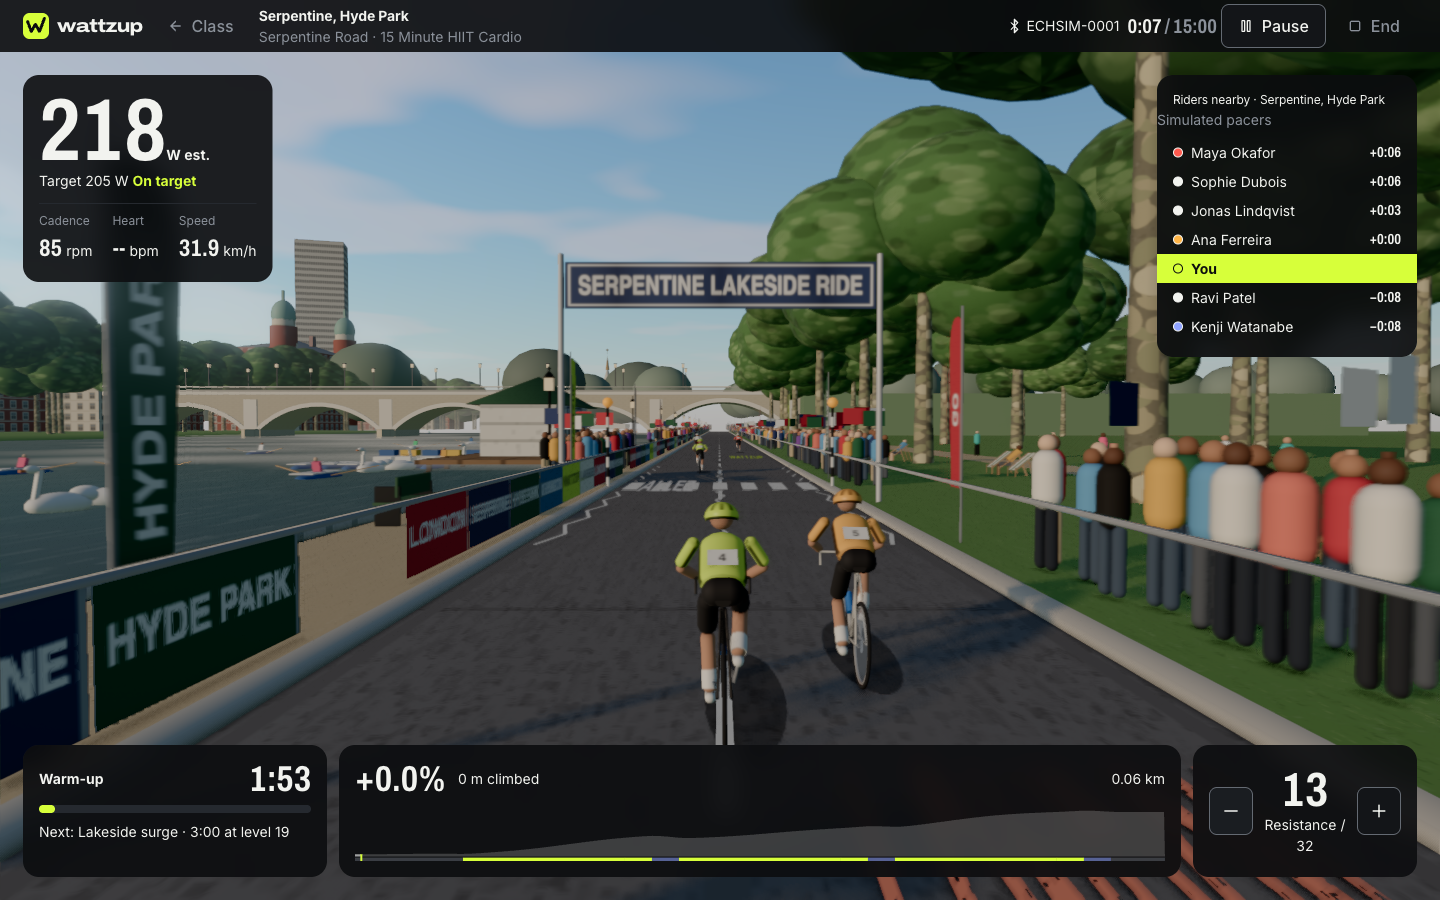 wattzup
Class
Serpentine, Hyde Park
Serpentine Road · 15 Minute HIIT Cardio
ECHSIM-0001 0:07 / 15:00
Pause
End
218 W est.
Target 205 W On target
Cadence Heart Speed
85 rpm -- bpm 31.9 km/h
Riders nearby · Serpentine, Hyde Park
Simulated pacers
Maya Okafor +0:06
Sophie Dubois +0:06
Jonas Lindqvist +0:03
Ana Ferreira +0:00
You
Ravi Patel −0:08
Kenji Watanabe −0:08
SERPENTINE LAKESIDE RIDE
HYDE PAR
LONDON
HYDE PARK
NE
4
5
Warm-up 1:53
Next: Lakeside surge · 3:00 at level 19
+0.0% 0 m climbed 0.06 km
13
Resistance /
32